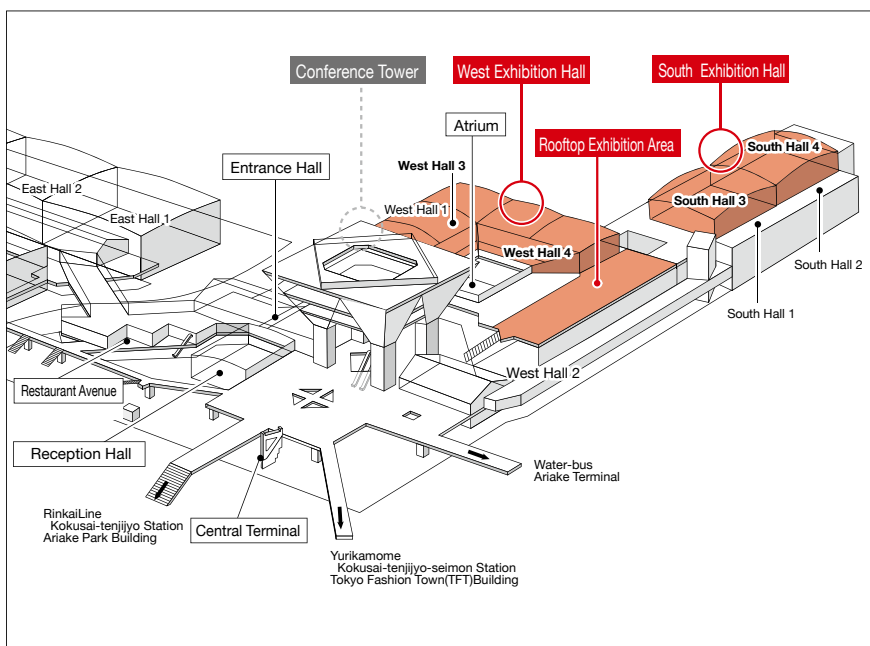 Conference Tower
West Exhibition Hall
South Exhibition Hall
Atrium
Rooftop Exhibition Area
South Hall 4
Entrance Hall
West Hall 3
East Hall 2
South Hall 3
West Hall 1
East Hall 1
West Hall 4
South Hall 2
South Hall 1
West Hall 2
Restaurant Avenue
Reception Hall
Water-bus
Ariake Terminal
RinkaiLine
Kokusai-tenjijyo Station
Ariake Park Building
Central Terminal
Yurikamome
Kokusai-tenjijyo-seimon Station
Tokyo Fashion Town(TFT)Building